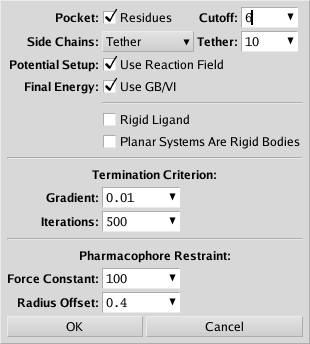 Pocket: Residues Cutoff: 6
Side Chains: Tether Tether: 10
Potential Setup: Use Reaction Field
Final Energy: Use GB/VI
Rigid Ligand
Planar Systems Are Rigid Bodies
Termination Criterion:
Gradient: 0.01
Iterations: 500
Pharmacophore Restraint:
Force Constant: 100
Radius Offset: 0.4
OK Cancel